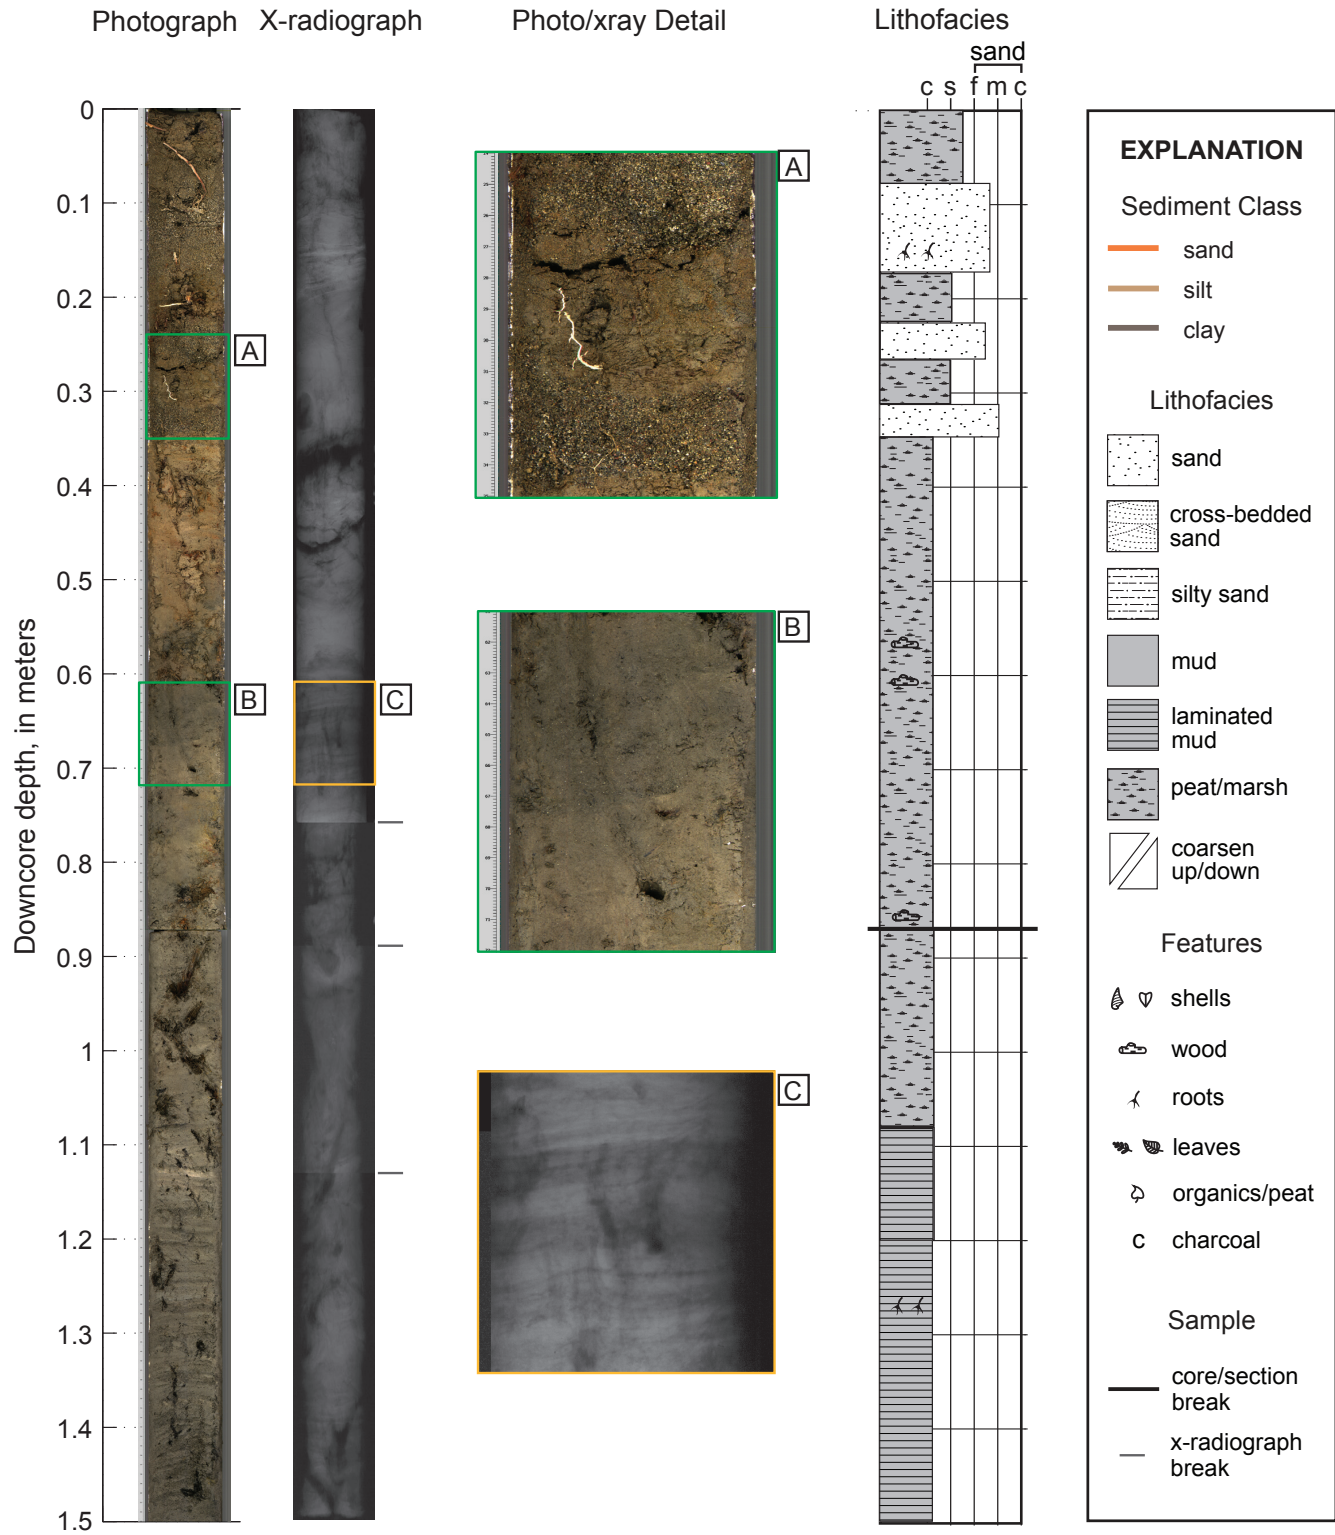 Photograph X-radiograph Photo/xray Detail Lithofacies
sand
c s f m c
0
0.1
0.2
0.3
0.4
0.5
0.6
0.7
0.8
0.9
1
1.1
1.2
1.3
1.4
1.5
Downcore depth, in meters
A
B
C
A
B
C
EXPLANATION
Sediment Class
sand
silt
clay
Lithofacies
sand
cross-bedded
sand
silty sand
mud
laminated
mud
peat/marsh
coarsen
up/down
Features
shells
wood
roots
leaves
organics/peat
c charcoal
Sample
core/section
break
x-radiograph
break